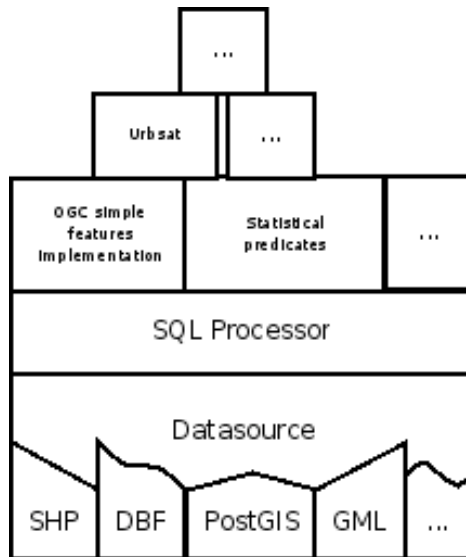 ...
Urbsat
...
OGC simple
features
implementation
Statistical
predicates
...
SQL Processor
Datasource
SHP
DBF
PostGIS
GML
...